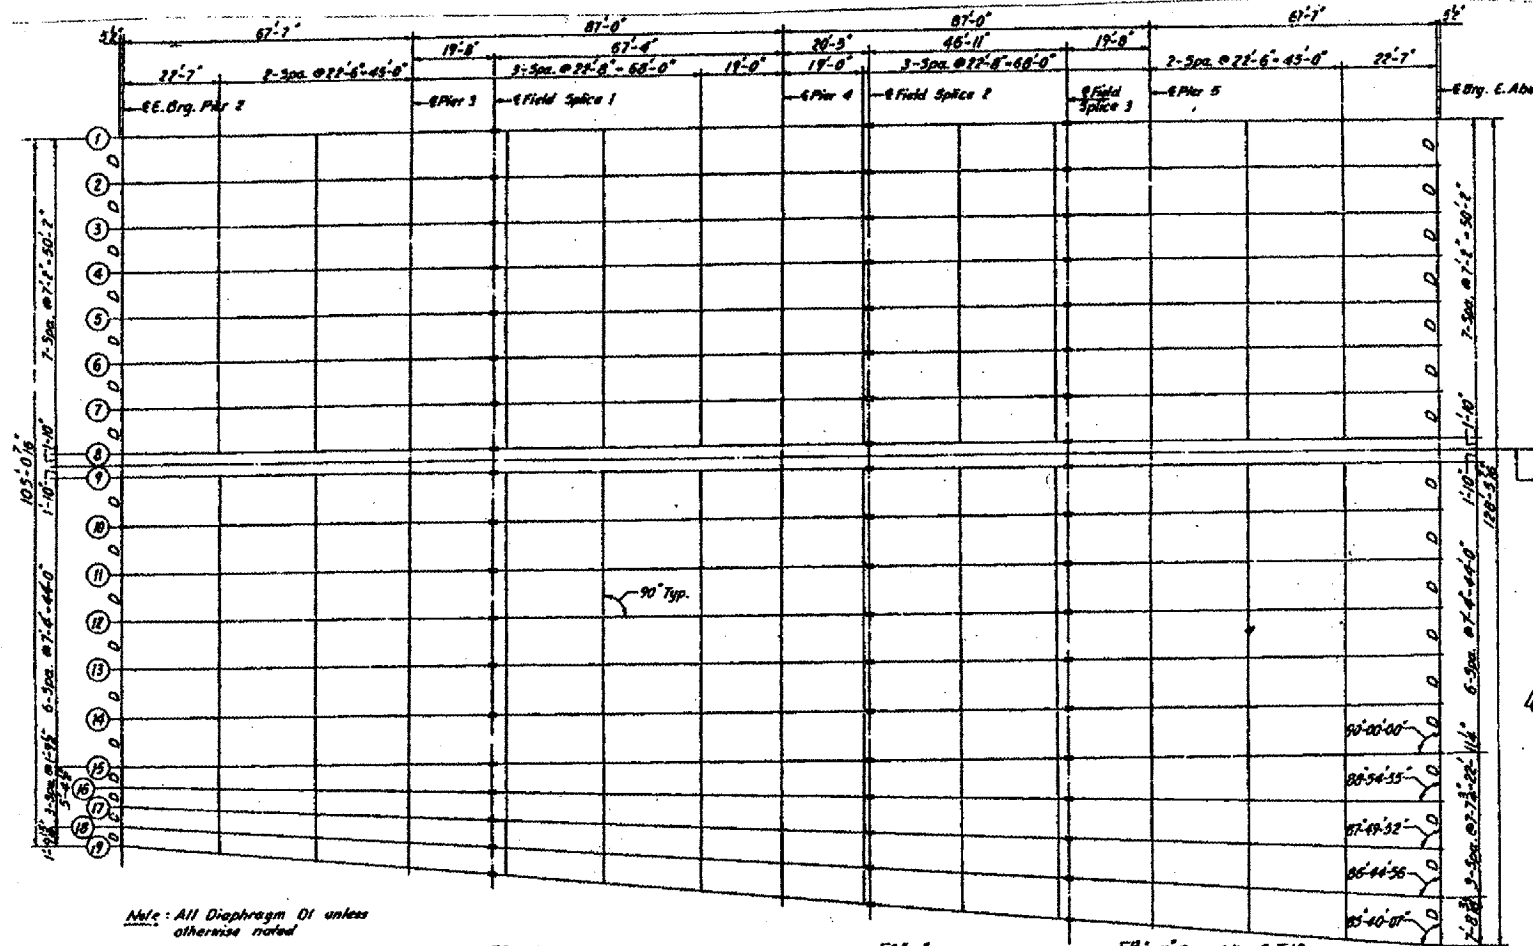 5½" 67'-7" 87'-0" 87'-0" 67'-7" 5½"
19'-8" 67'-4" 20'-3" 46'-11" 19'-8"
22'-7" 2-Spa. @ 22'-6" = 45'-0" 3-Spa. @ 22'-8" = 68'-0" 19'-0" 19'-0" 3-Spa. @ 22'-8" = 68'-0" 2-Spa. @ 22'-6" = 45'-0" 22'-7"
℄ E. Brg. Pier 2 ℄ Pier 3 ℄ Field Splice 1 ℄ Pier 4 ℄ Field Splice 2 ℄ Field Splice 3 ℄ Pier 5 ℄ Brg. E. Abu
1 D
2 D
3 D
4 D
5 D
6 D
7 D
8
9 D
10 D
11 D
12 D
13 D
14 D
15 D
16 D
17 D
18 D
19
7-Spa. @ 7'-2" = 50'-2"
1'-10"
1'-10"
6-Spa. @ 7'-4" = 44'-0"
105'-0 7/16"
7-Spa. @ 7'-2" = 50'-2"
1'-10"
1'-10"
6-Spa. @ 7'-4" = 44'-0"
90° Typ.
90°-00'-00"
88°-54'-55"
87°-49'-52"
86°-44'-56
85°-40'-07"
Note: All Diaphragm D1 unless
otherwise noted